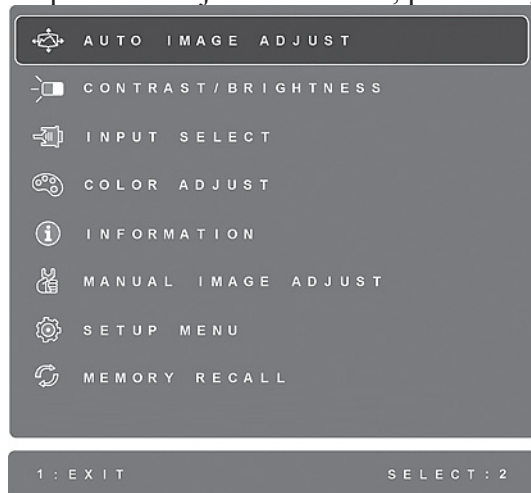 AUTO IMAGE ADJUST
CONTRAST/BRIGHTNESS
INPUT SELECT
COLOR ADJUST
INFORMATION
MANUAL IMAGE ADJUST
SETUP MENU
MEMORY RECALL
1:EXIT SELECT:2